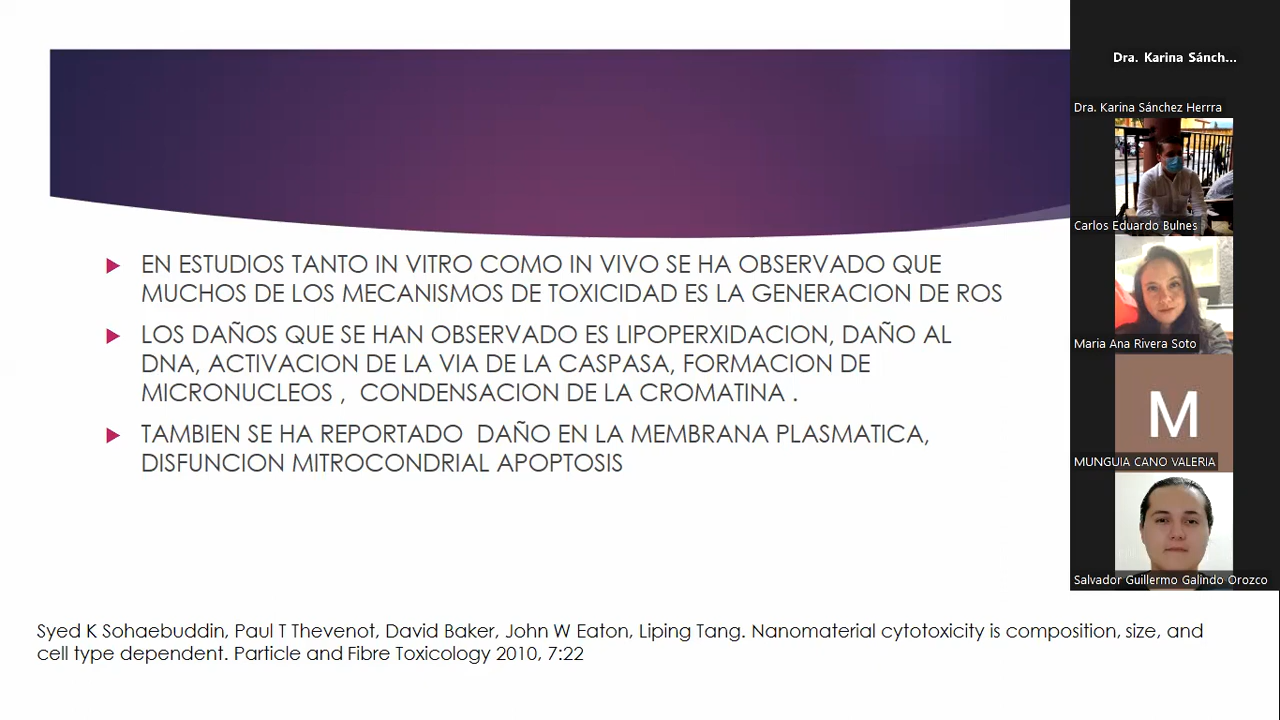 EN ESTUDIOS TANTO IN VITRO COMO IN VIVO SE HA OBSERVADO QUE
MUCHOS DE LOS MECANISMOS DE TOXICIDAD ES LA GENERACION DE ROS
LOS DAÑOS QUE SE HAN OBSERVADO ES LIPOPERXIDACION, DAÑO AL
DNA, ACTIVACION DE LA VIA DE LA CASPASA, FORMACION DE
MICRONUCLEOS , CONDENSACION DE LA CROMATINA .
TAMBIEN SE HA REPORTADO DAÑO EN LA MEMBRANA PLASMATICA,
DISFUNCION MITROCONDRIAL APOPTOSIS
Syed K Sohaebuddin, Paul T Thevenot, David Baker, John W Eaton, Liping Tang. Nanomaterial cytotoxicity is composition, size, and
cell type dependent. Particle and Fibre Toxicology 2010, 7:22
Dra. Karina Sánch...
Dra. Karina Sánchez Herrra
Carlos Eduardo Bulnes
Maria Ana Rivera Soto
M
MUNGUIA CANO VALERIA
Salvador Guillermo Galindo Orozco